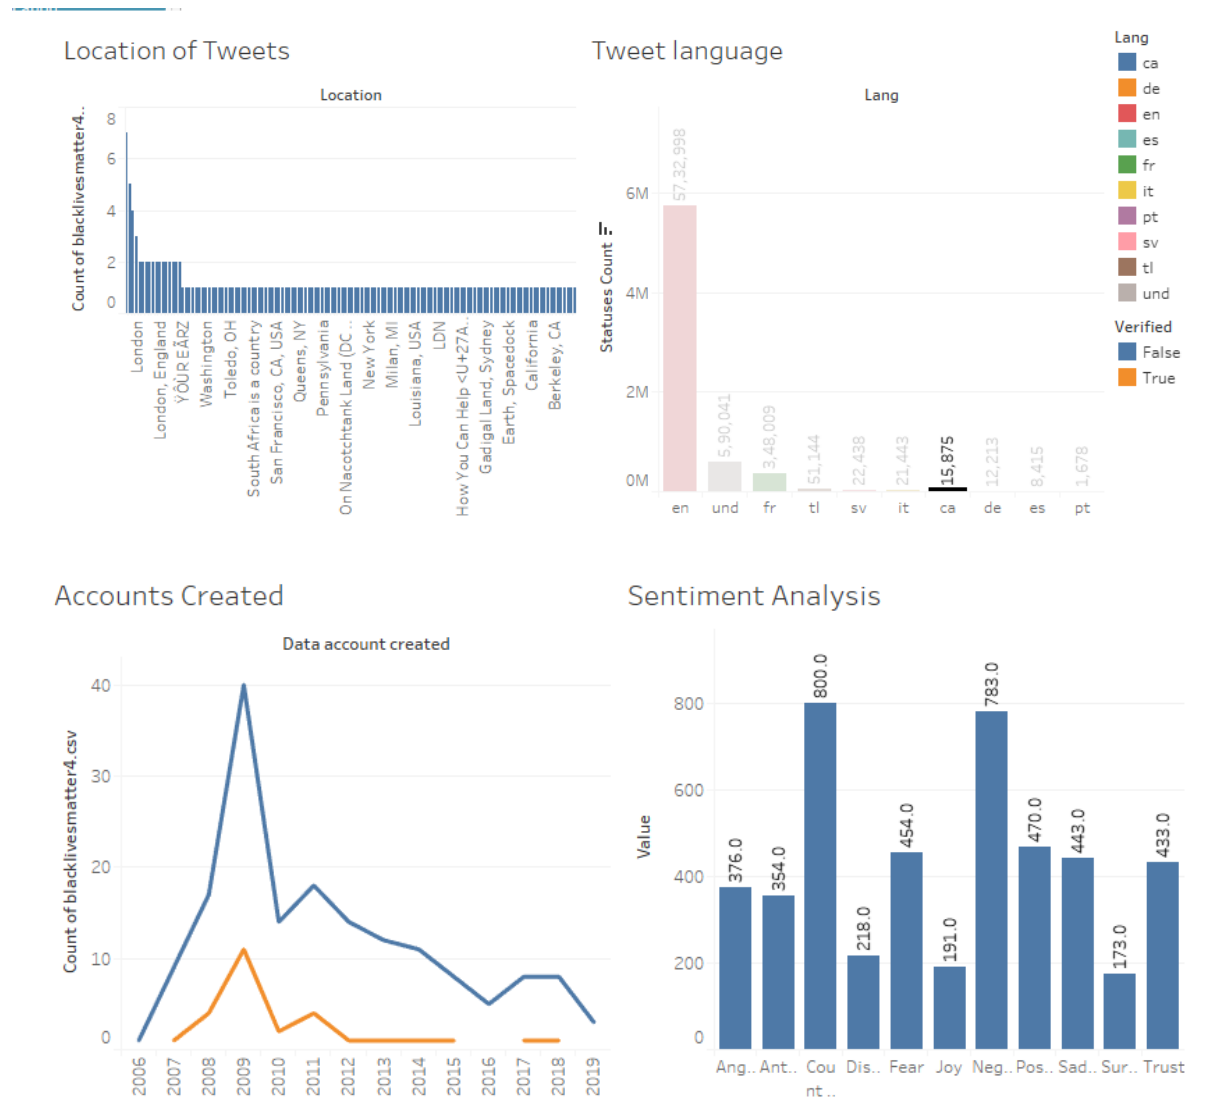 Location of Tweets
Location
Count of blacklivesmatter4..
8
6
4
2
0
London
London, England
ŸÔÙR EÂRZ
Washington
Toledo, OH
South Africa is a country
San Francisco, CA, USA
Queens, NY
Pennsylvania
On Nacotchtank Land (DC ..
New York
Milan, MI
Louisiana, USA
LDN
How You Can Help <U+27A..
Gadigal Land, Sydney
Earth, Spacedock
California
Berkeley, CA
Tweet language
Lang
Statuses Count
6M
4M
2M
0M
57,32,998
5,90,041
3,48,009
51,144
22,438
21,443
15,875
12,213
8,415
1,678
en
und
fr
tl
sv
it
ca
de
es
pt
Lang
ca
de
en
es
fr
it
pt
sv
tl
und
Verified
False
True
Accounts Created
Data account created
Count of blacklivesmatter4.csv
40
30
20
10
0
2006
2007
2008
2009
2010
2011
2012
2013
2014
2015
2016
2017
2018
2019
Sentiment Analysis
Value
800
600
400
200
0
376.0
354.0
800.0
218.0
454.0
191.0
783.0
470.0
443.0
173.0
433.0
Ang..
Ant..
Cou
nt ..
Dis..
Fear
Joy
Neg..
Pos..
Sad..
Sur..
Trust